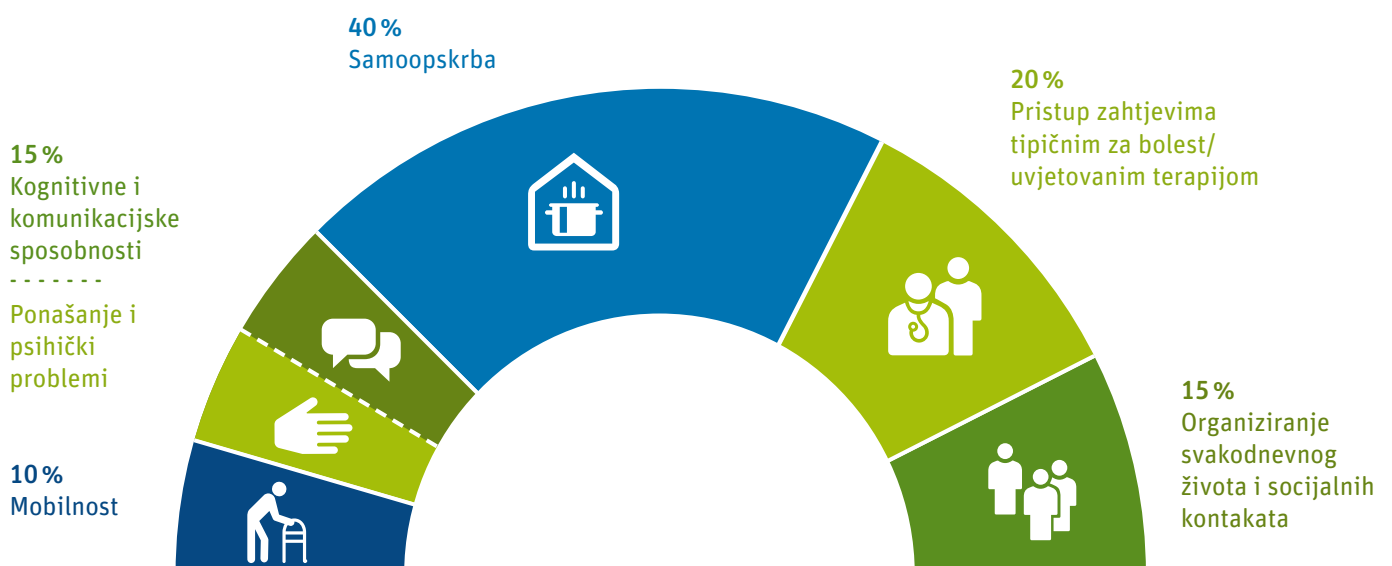 40 %
Samoopskrba
20 %
Pristup zahtjevima
tipičnim za bolest/
uvjetovanim terapijom
15 %
Kognitivne i
komunikacijske
sposobnosti
- - - - - - -
Ponašanje i
psihički
problemi
10 %
Mobilnost
15 %
Organiziranje
svakodnevnog
života i socijalnih
kontakata